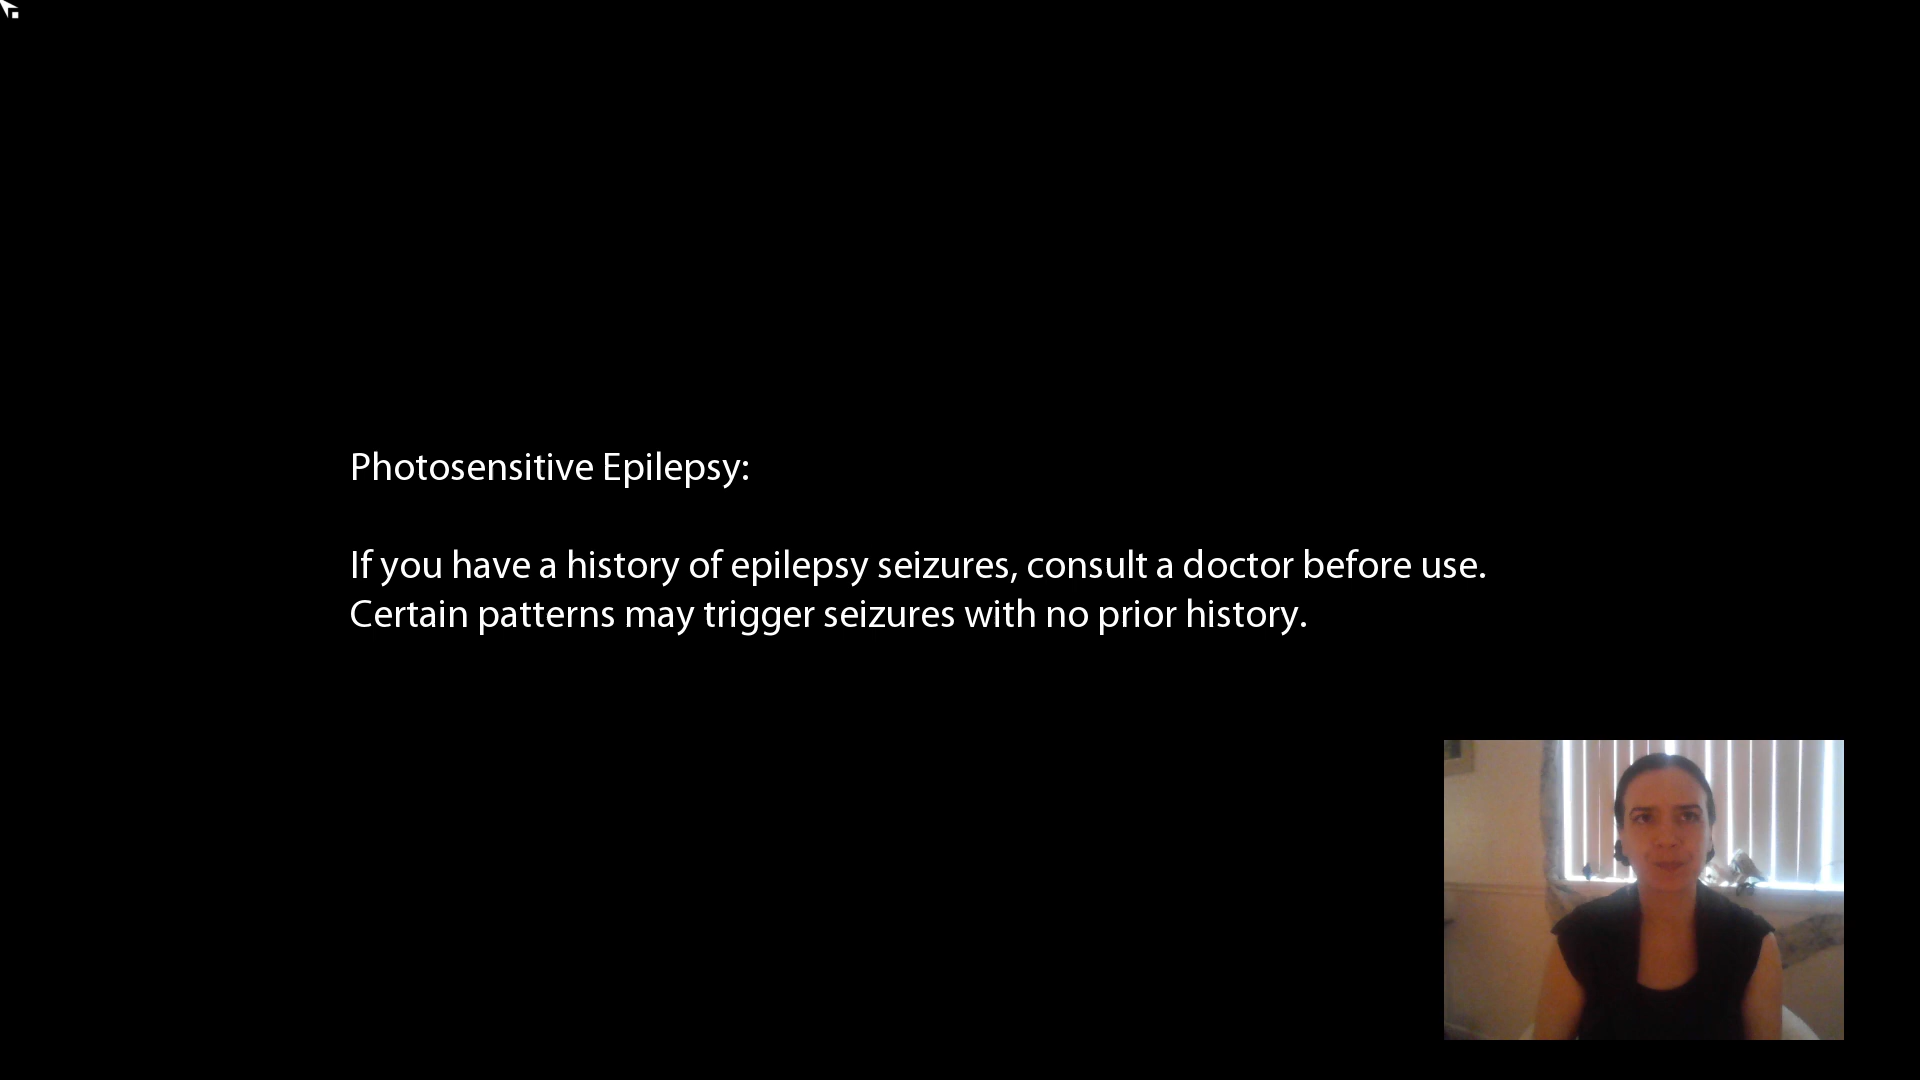 Photosensitive Epilepsy:
If you have a history of epilepsy seizures, consult a doctor before use.
Certain patterns may trigger seizures with no prior history.